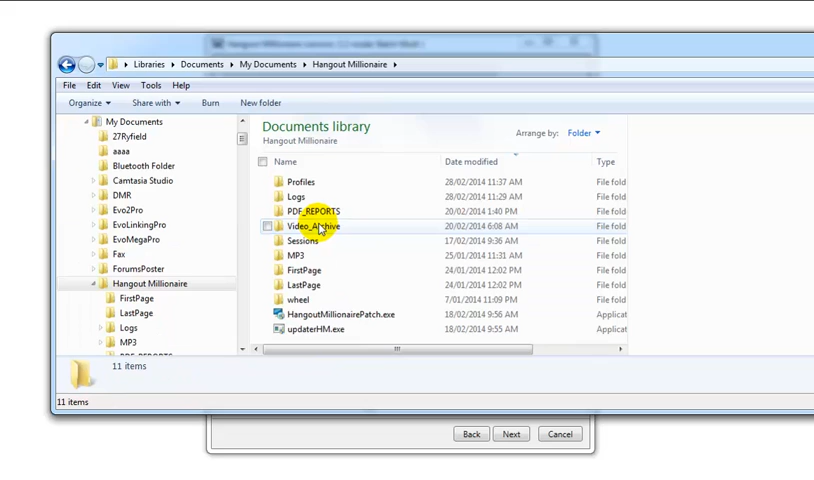 Libraries Documents My Documents Hangout Millionaire
File Edit View Tools Help
Organize Share with Burn New folder
My Documents
27Ryfield
aaaa
Bluetooth Folder
Camtasia Studio
DMR
Evo2Pro
EvoLinkingPro
EvoMegaPro
Fax
ForumsPoster
Hangout Millionaire
FirstPage
LastPage
Logs
MP3
Documents library
Hangout Millionaire
Arrange by: Folder
Name Date modified Type
Profiles 28/02/2014 11:37 AM File fold
Logs 28/02/2014 11:29 AM File fold
PDF_REPORTS 20/02/2014 1:40 PM File fold
Video_Archive 20/02/2014 6:08 AM File fold
Sessions 17/02/2014 9:36 AM File fold
MP3 25/01/2014 11:31 AM File fold
FirstPage 24/01/2014 12:02 PM File fold
LastPage 24/01/2014 12:02 PM File fold
wheel 7/01/2014 11:09 PM File fold
HangoutMillionairePatch.exe 18/02/2014 9:56 AM Applicat
updaterHM.exe 18/02/2014 9:55 AM Applicat
11 items
11 items
Back Next Cancel